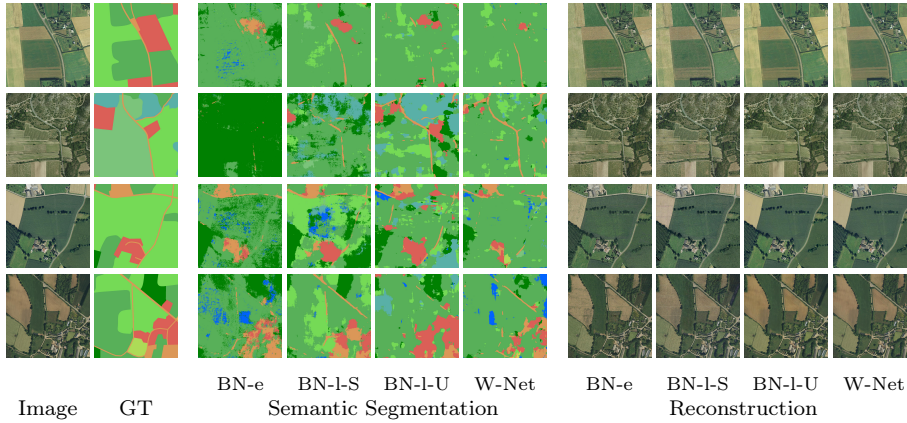 BN-e BN-l-S BN-l-U W-Net BN-e BN-l-S BN-l-U W-Net
Image GT Semantic Segmentation Reconstruction